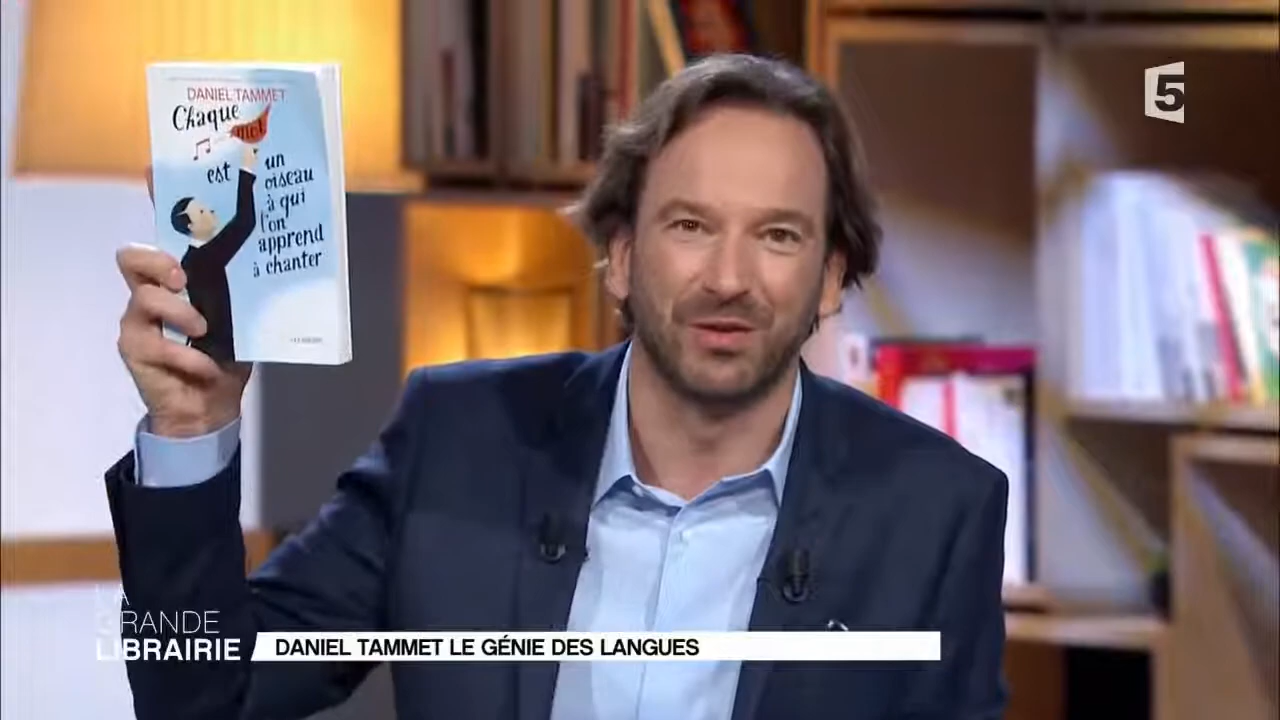 DANIEL TAMMET
Chaque
mot
est
un
oiseau
à qui
l'on
apprend
à chanter
5
LA
GRANDE
LIBRAIRIE
DANIEL TAMMET LE GÉNIE DES LANGUES